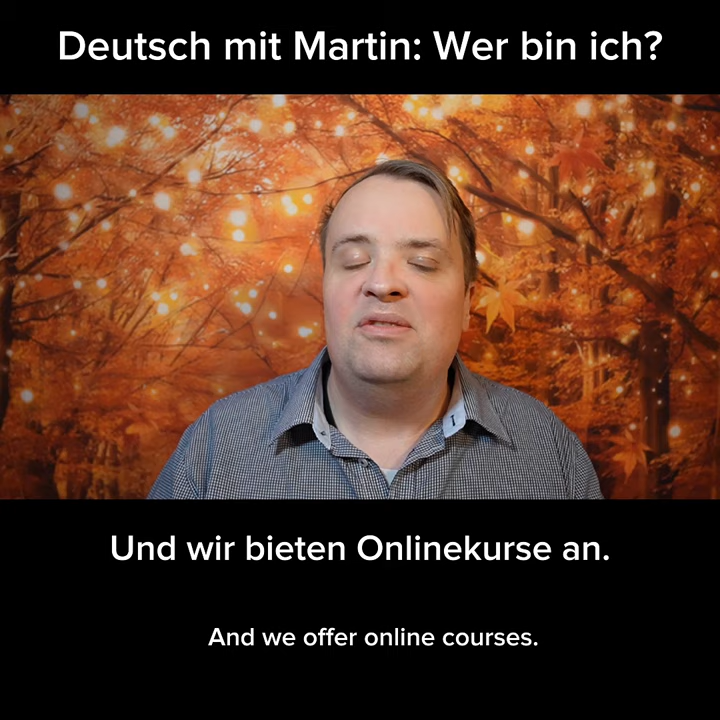 Deutsch mit Martin: Wer bin ich?
Und wir bieten Onlinekurse an.
And we offer online courses.